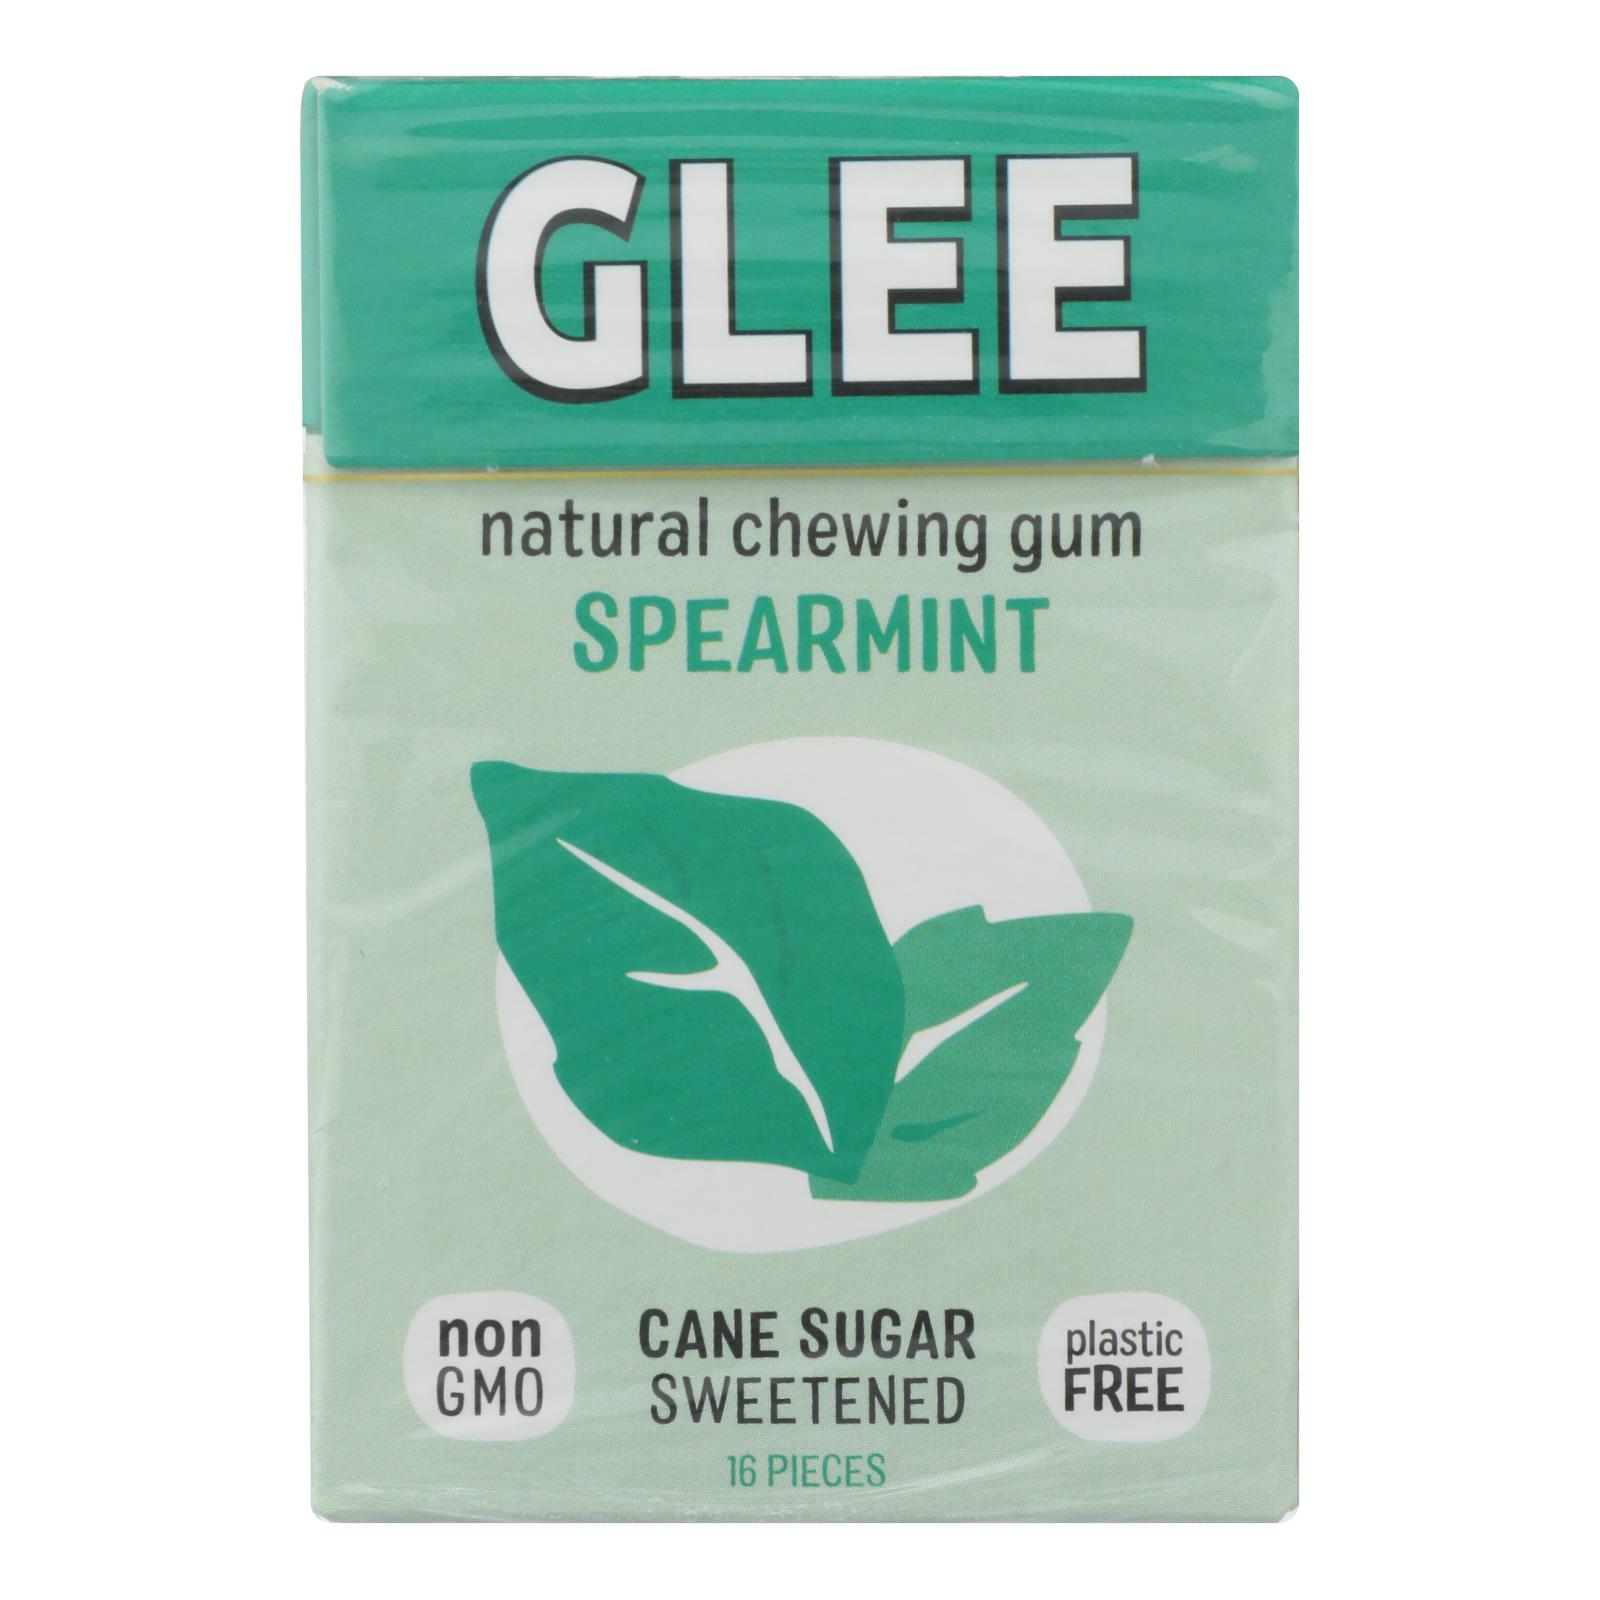 GLEE
natural chewing gum
SPEARMINT
non
GMO
CANE SUGAR
SWEETENED
plastic
FREE
16 PIECES